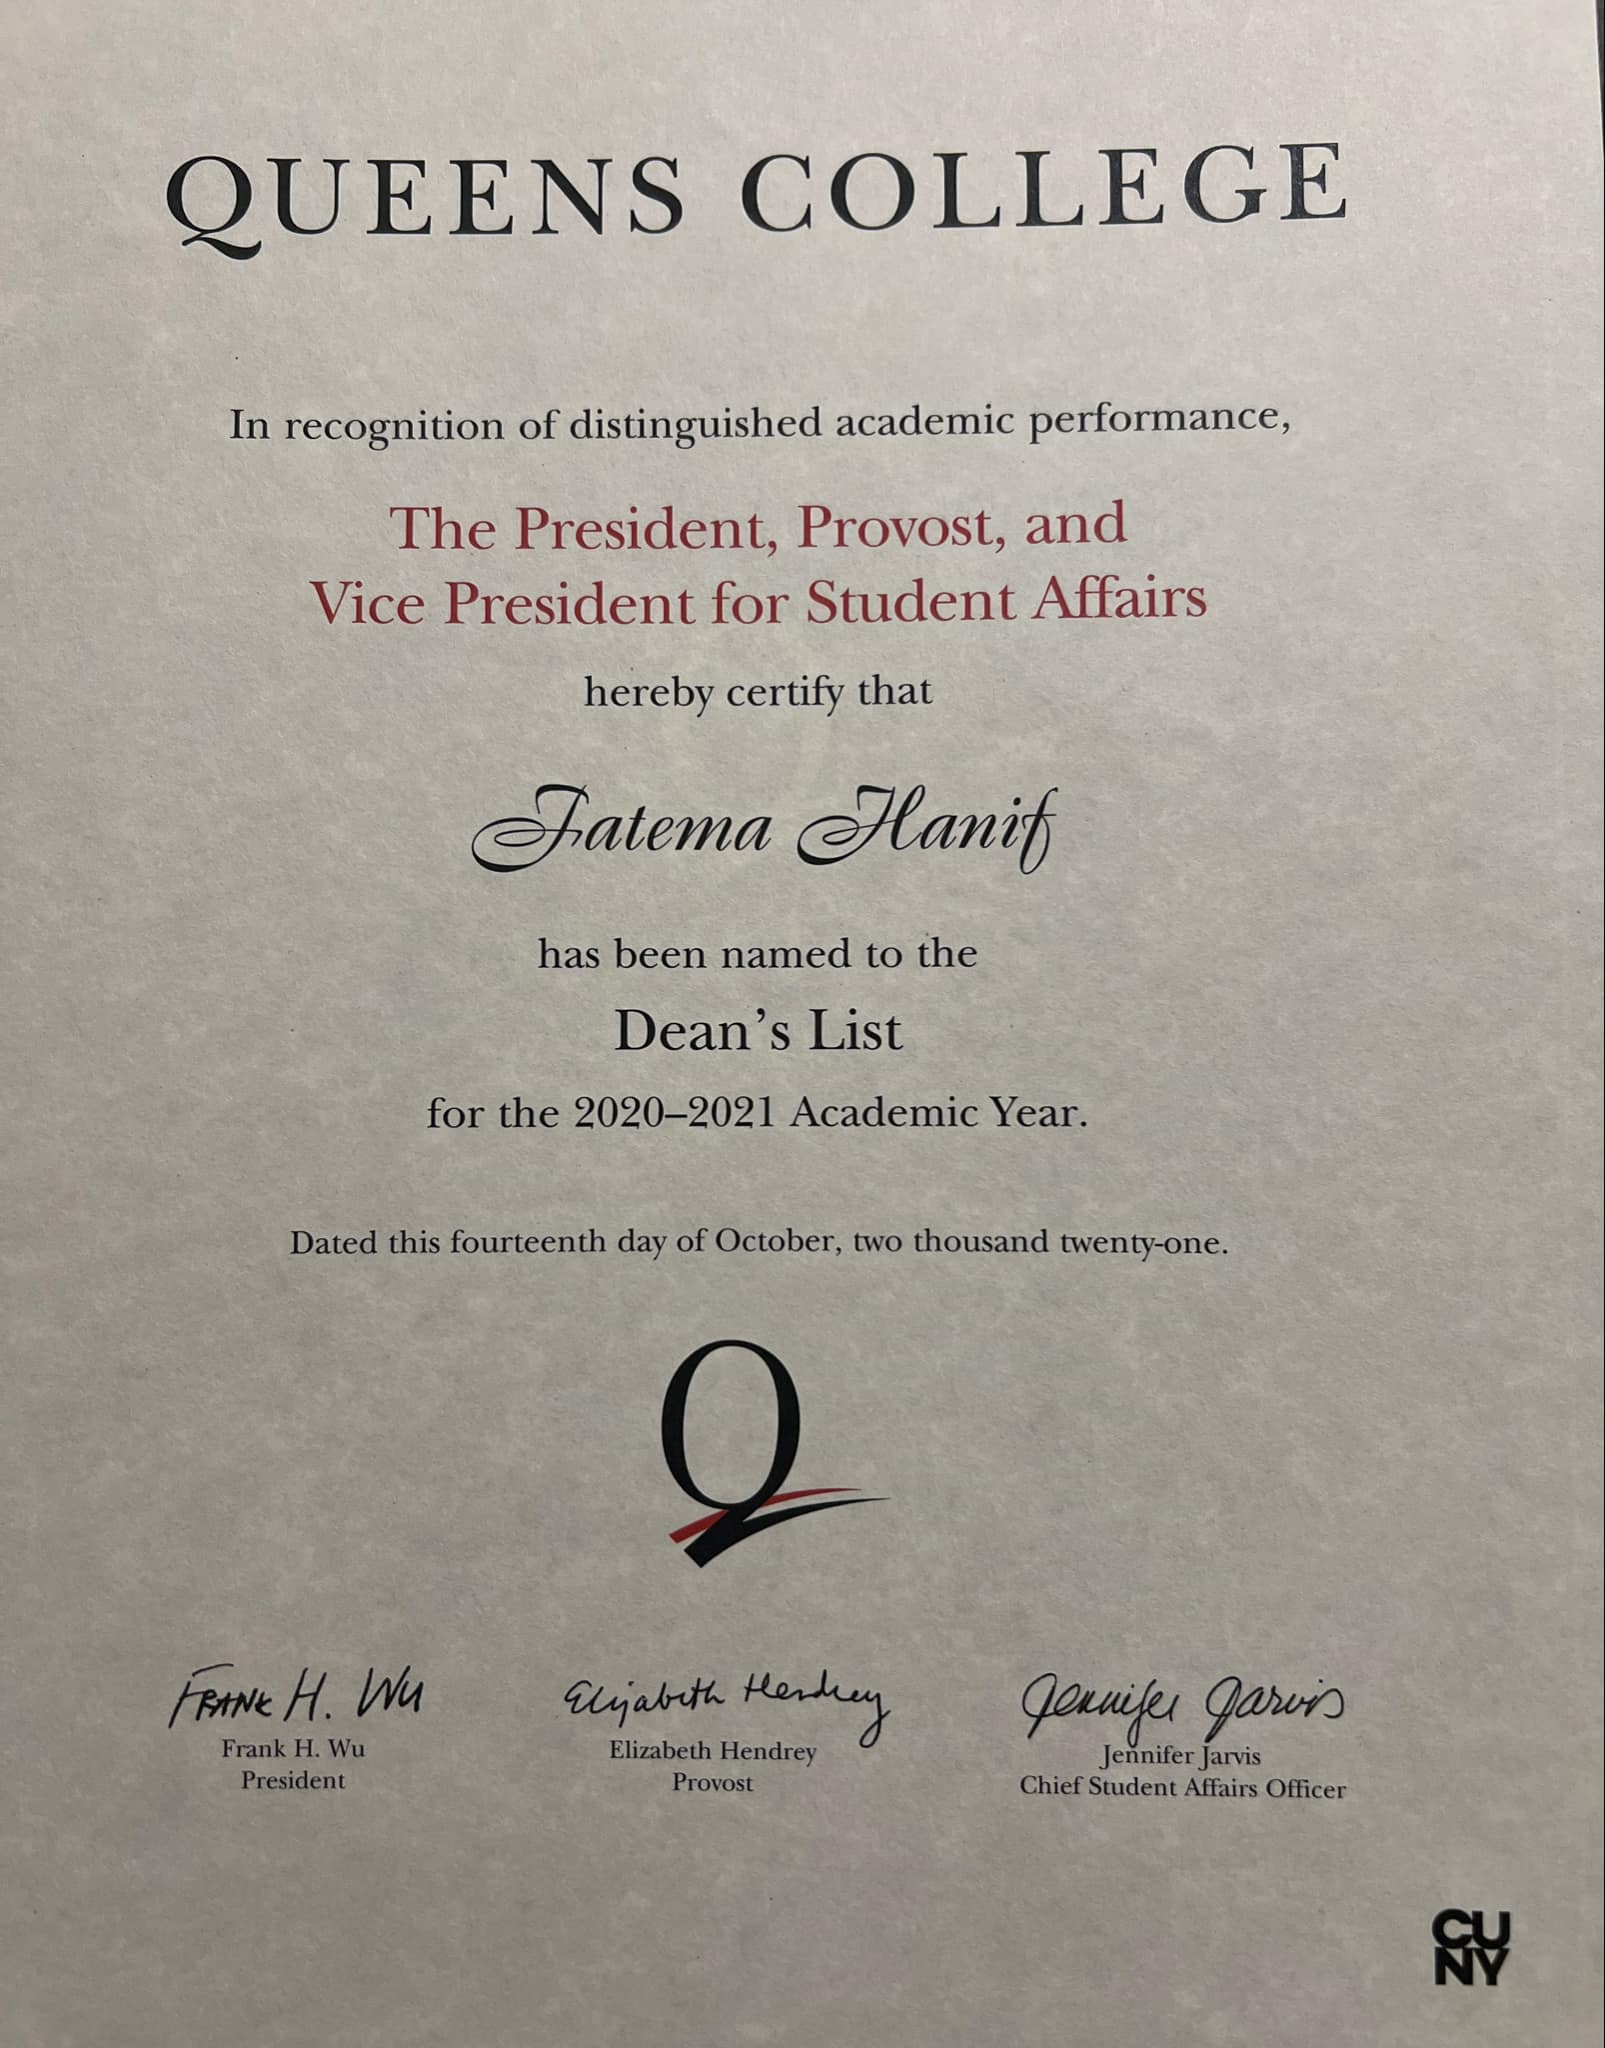 QUEENS COLLEGE
In recognition of distinguished academic performance,
The President, Provost, and
Vice President for Student Affairs
hereby certify that
Fatema Hanif
has been named to the
Dean's List
for the 2020–2021 Academic Year.
Dated this fourteenth day of October, two thousand twenty-one.
Q
Frank H. Wu
Elizabeth Hendrey
Jennifer Jarvis
Frank H. Wu
President
Elizabeth Hendrey
Provost
Jennifer Jarvis
Chief Student Affairs Officer
CU
NY